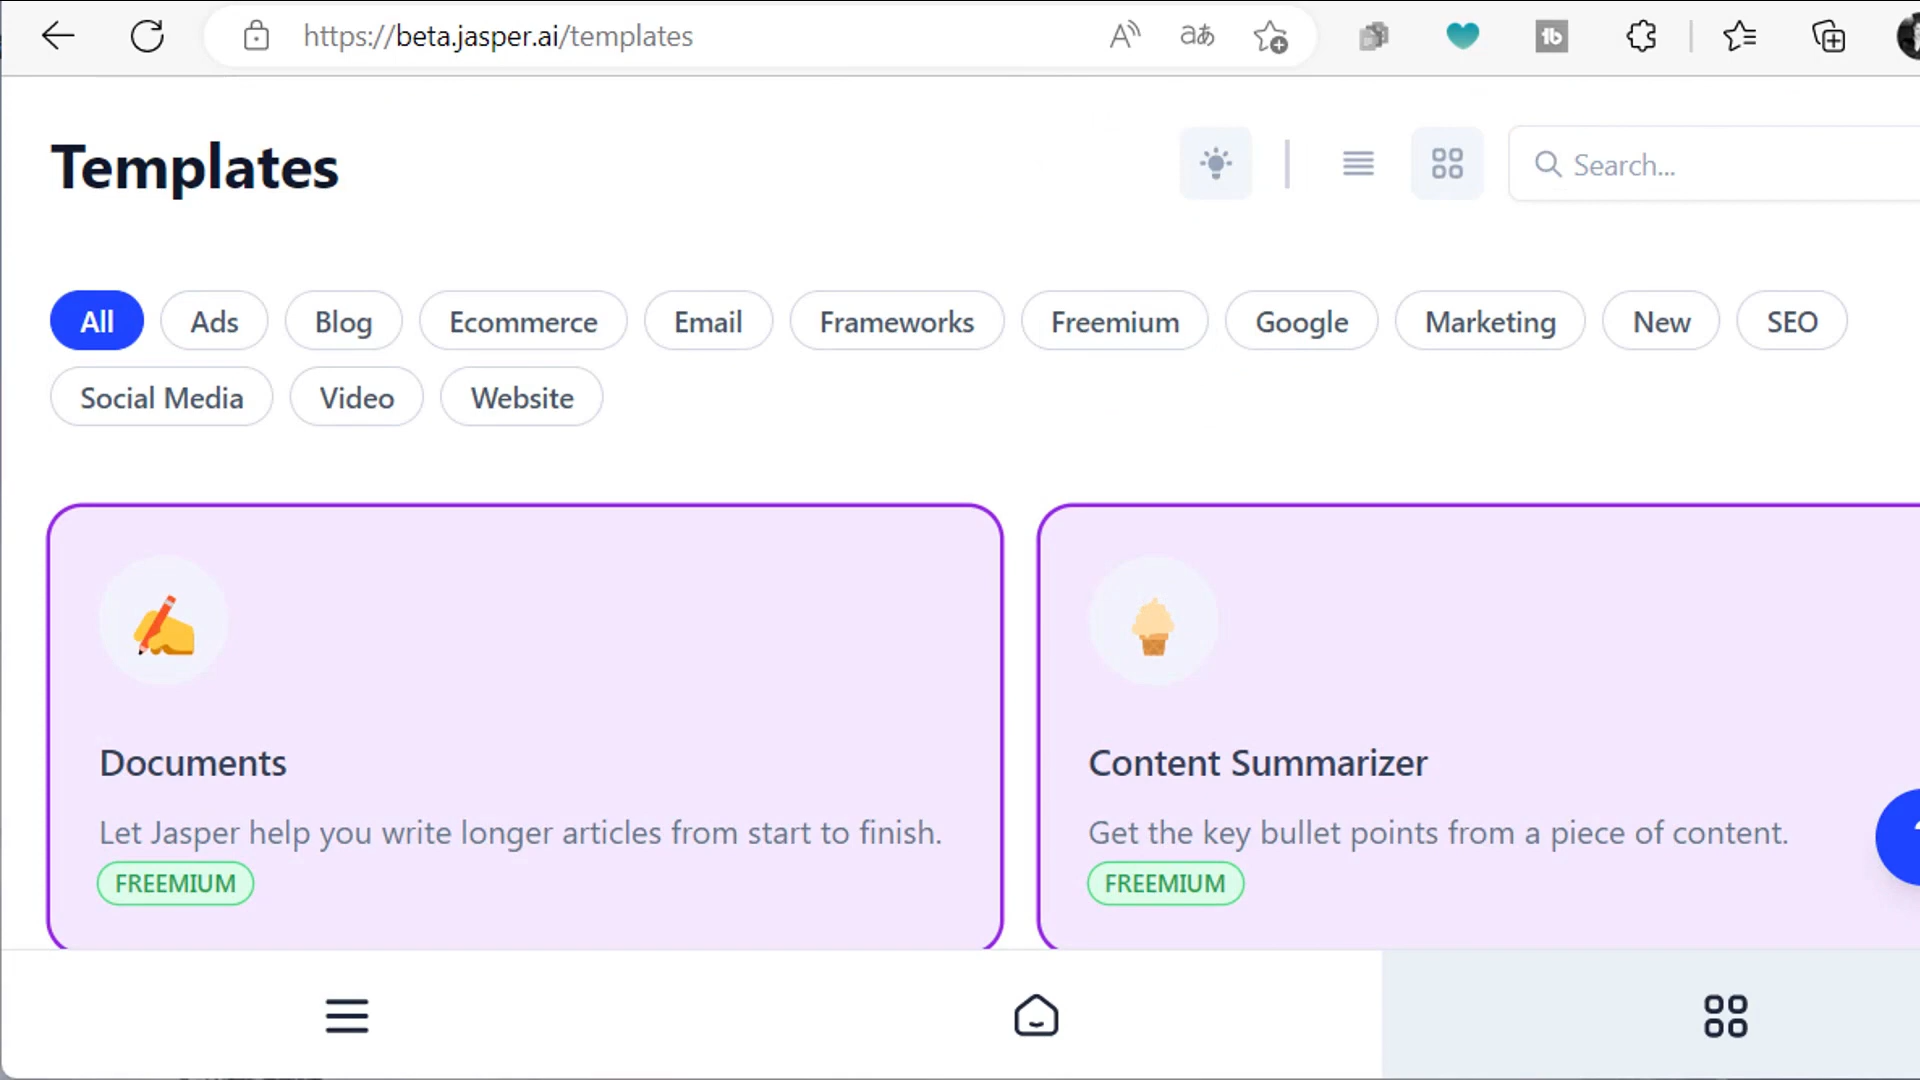 https://beta.jasper.ai/templates
Templates
Search...
All Ads Blog Ecommerce Email Frameworks Freemium Google Marketing New SEO
Social Media Video Website
Documents
Let Jasper help you write longer articles from start to finish.
FREEMIUM
Content Summarizer
Get the key bullet points from a piece of content.
FREEMIUM